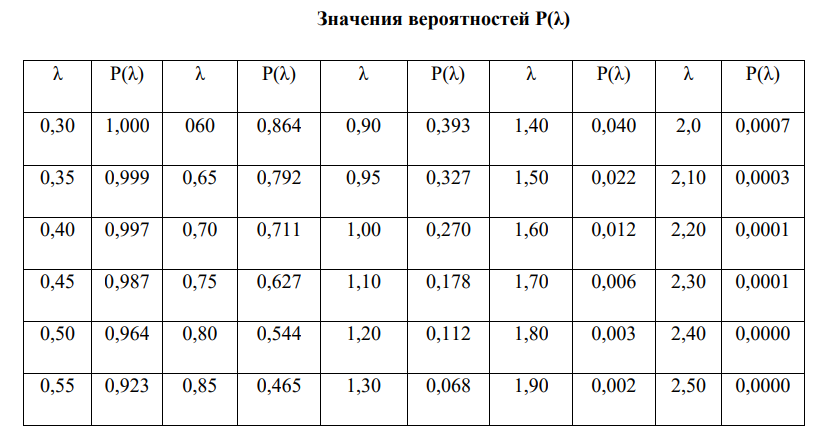 Значения вероятностей P(λ)
λ P(λ) λ P(λ) λ P(λ) λ P(λ) λ P(λ)
0,30 1,000 060 0,864 0,90 0,393 1,40 0,040 2,0 0,0007
0,35 0,999 0,65 0,792 0,95 0,327 1,50 0,022 2,10 0,0003
0,40 0,997 0,70 0,711 1,00 0,270 1,60 0,012 2,20 0,0001
0,45 0,987 0,75 0,627 1,10 0,178 1,70 0,006 2,30 0,0001
0,50 0,964 0,80 0,544 1,20 0,112 1,80 0,003 2,40 0,0000
0,55 0,923 0,85 0,465 1,30 0,068 1,90 0,002 2,50 0,0000